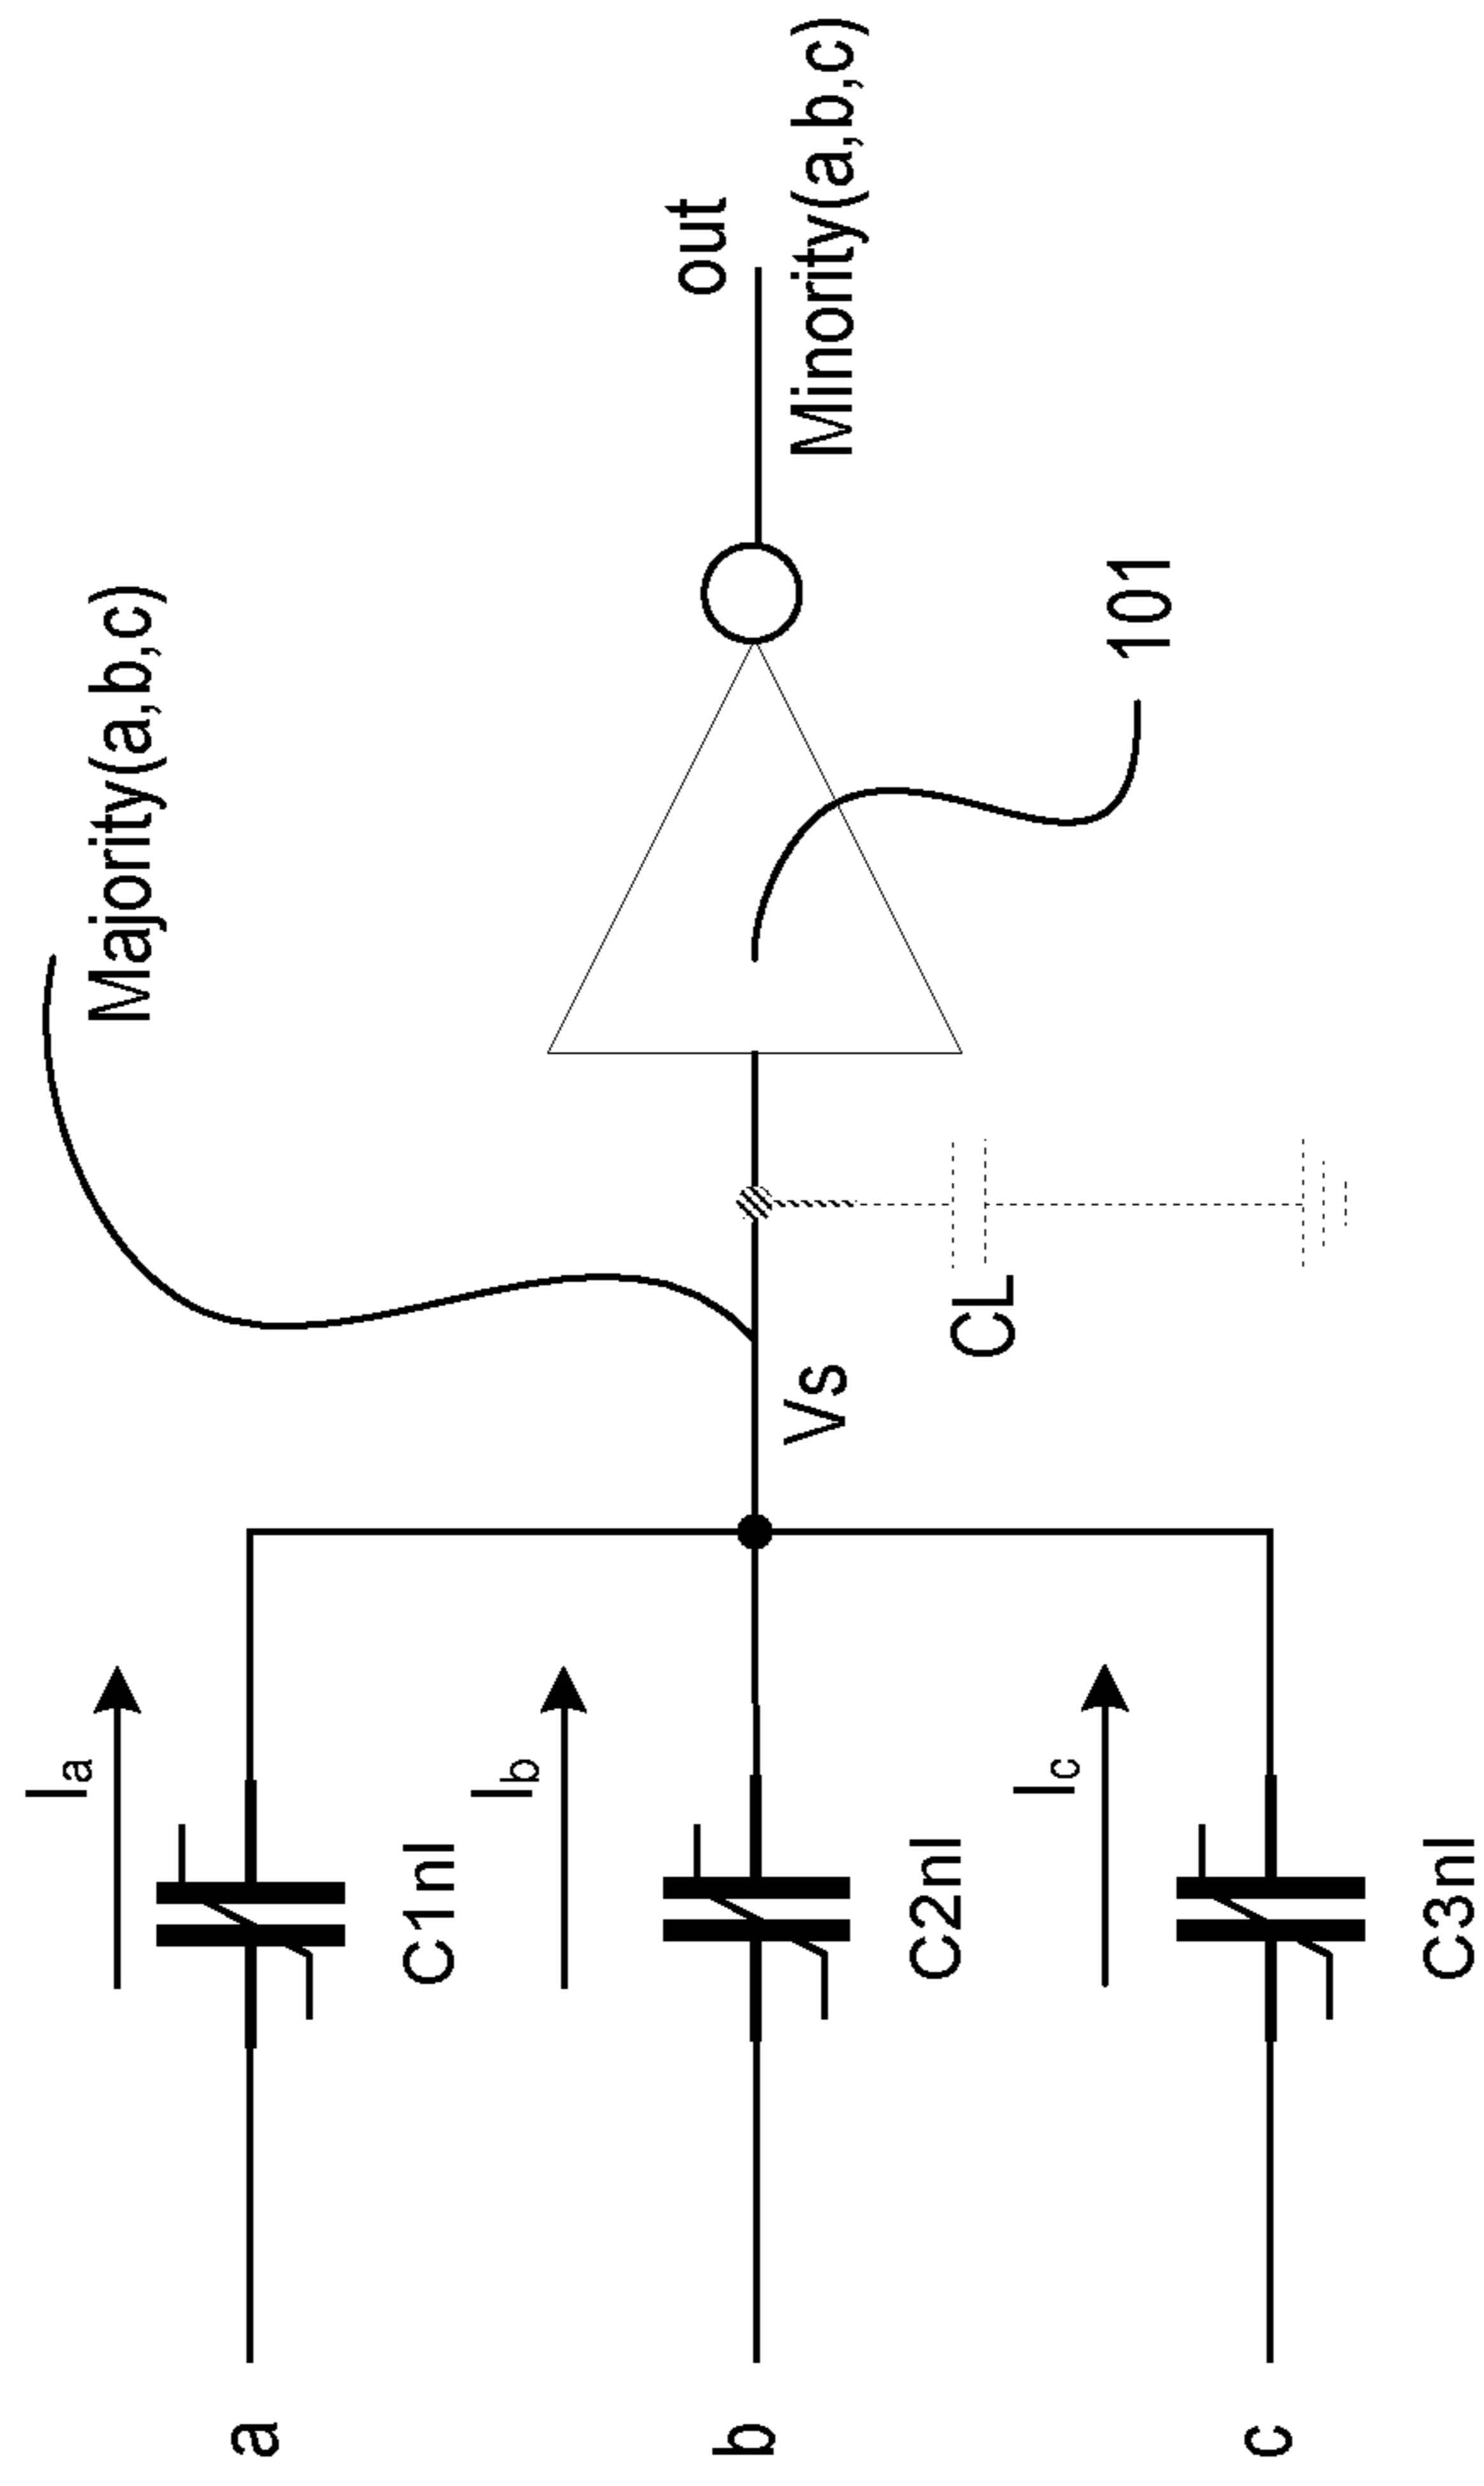 Majority(a,b,c)
Ia
a
C1nl
Ib
b
Vs
out
C2nl
CL
Minority(a,b,c)
101
Ic
c
C3nl